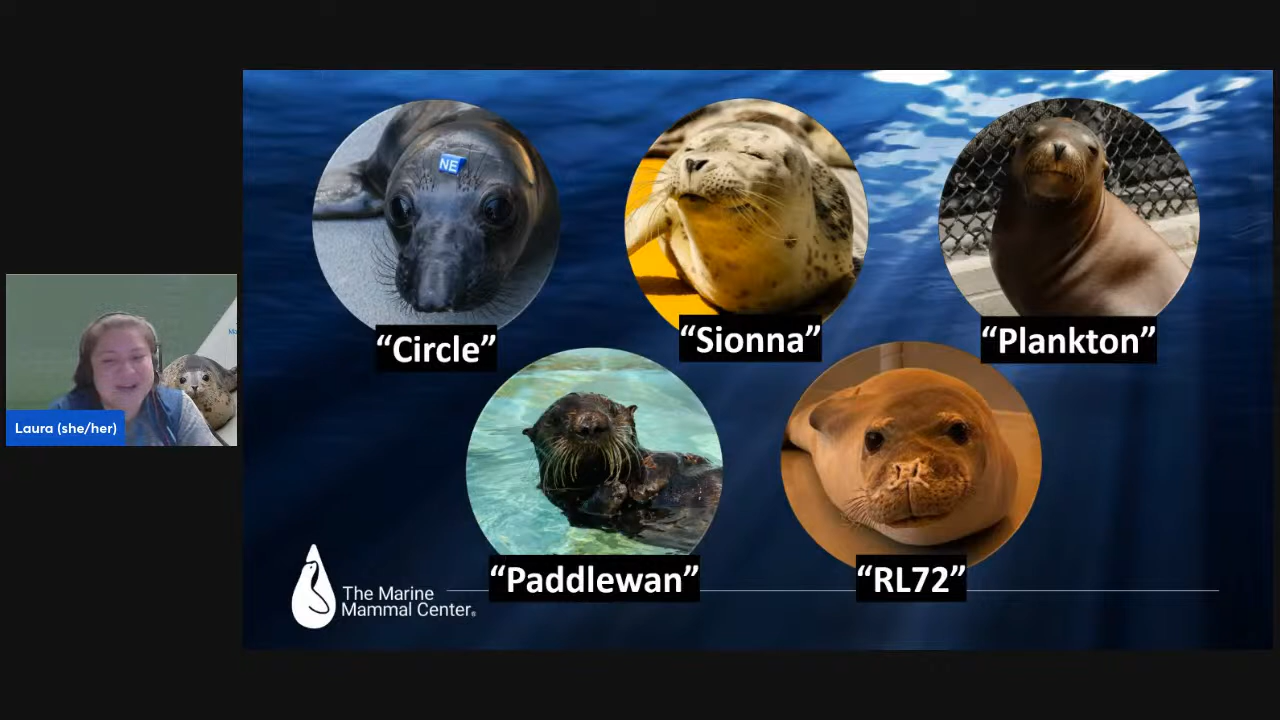 NE
“Circle”
“Sionna”
“Plankton”
Laura (she/her)
“Paddlewan”
“RL72”
The Marine
Mammal Center®